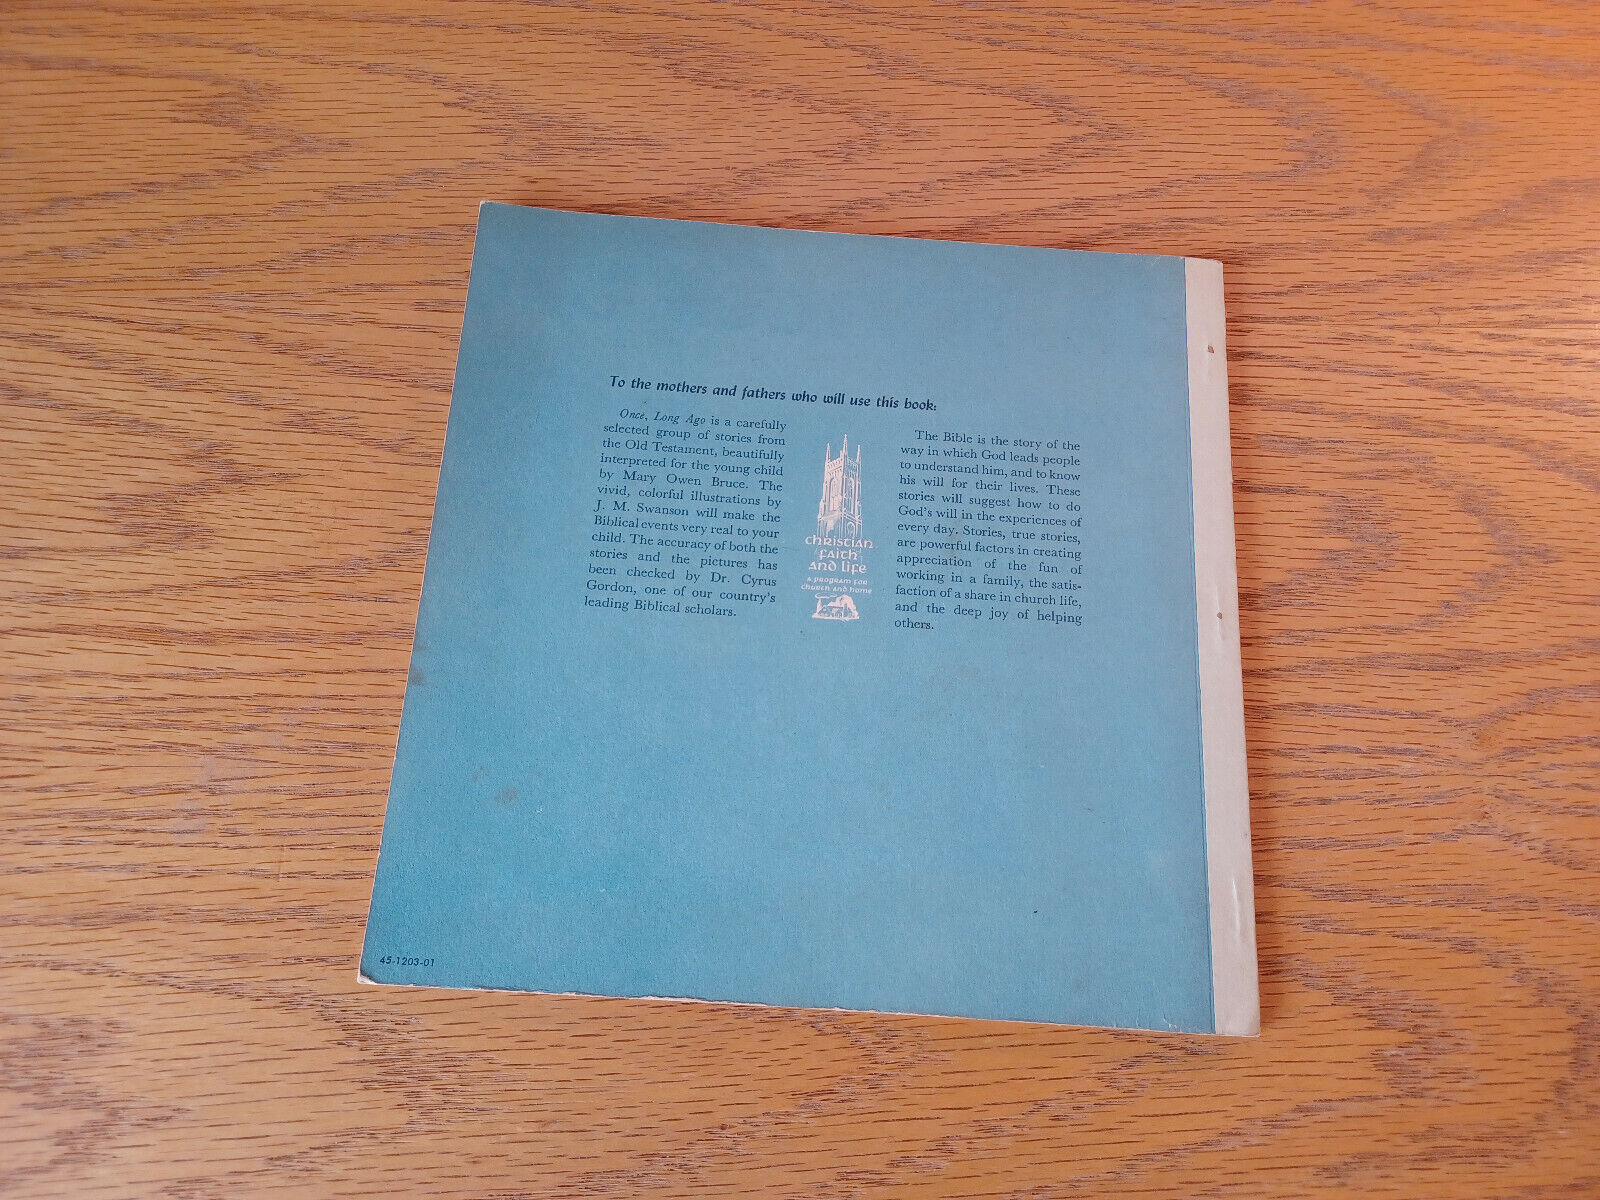 To the mothers and fathers who will use this book:
Once, Long Ago is a carefully
selected group of stories from
the Old Testament, beautifully
interpreted for the young child
by Mary Owen Bruce. The
vivid, colorful illustrations by
J. M. Swanson will make the
Biblical events very real to your
child. The accuracy of both the
stories and the pictures has
been checked by Dr. Cyrus
Gordon, one of our country's
leading Biblical scholars.
christian
faith
and life
a program for
church and home
The Bible is the story of the
way in which God leads people
to understand him, and to know
his will for their lives. These
stories will suggest how to do
God's will in the experiences of
every day. Stories, true stories,
are powerful factors in creating
appreciation of the fun of
working in a family, the satis-
faction of a share in church life,
and the deep joy of helping
others.
45-1203-01